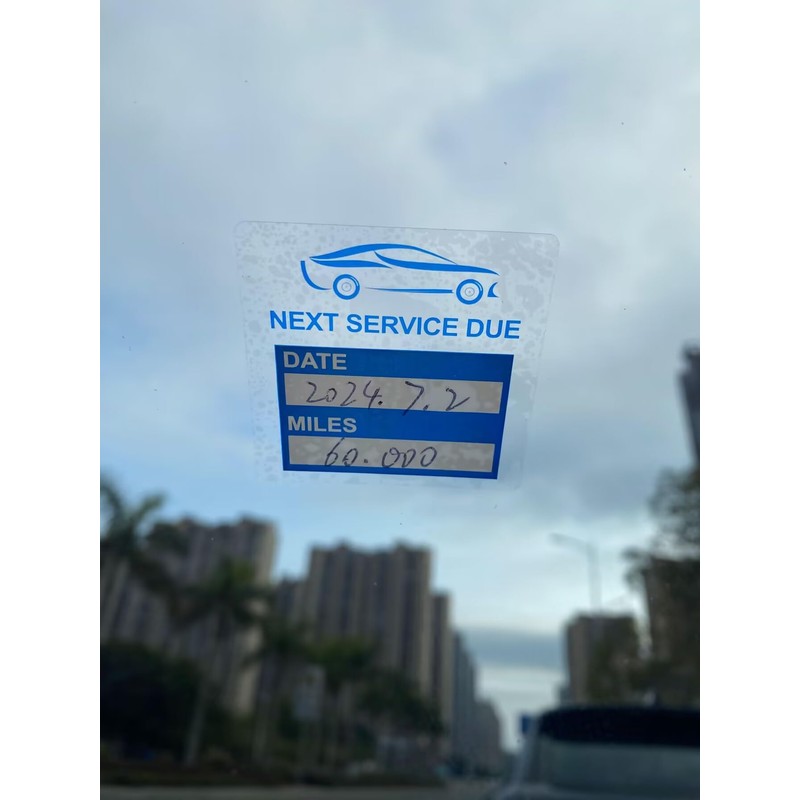 NEXT SERVICE DUE
DATE
2024. 7. 2
MILES
60.000